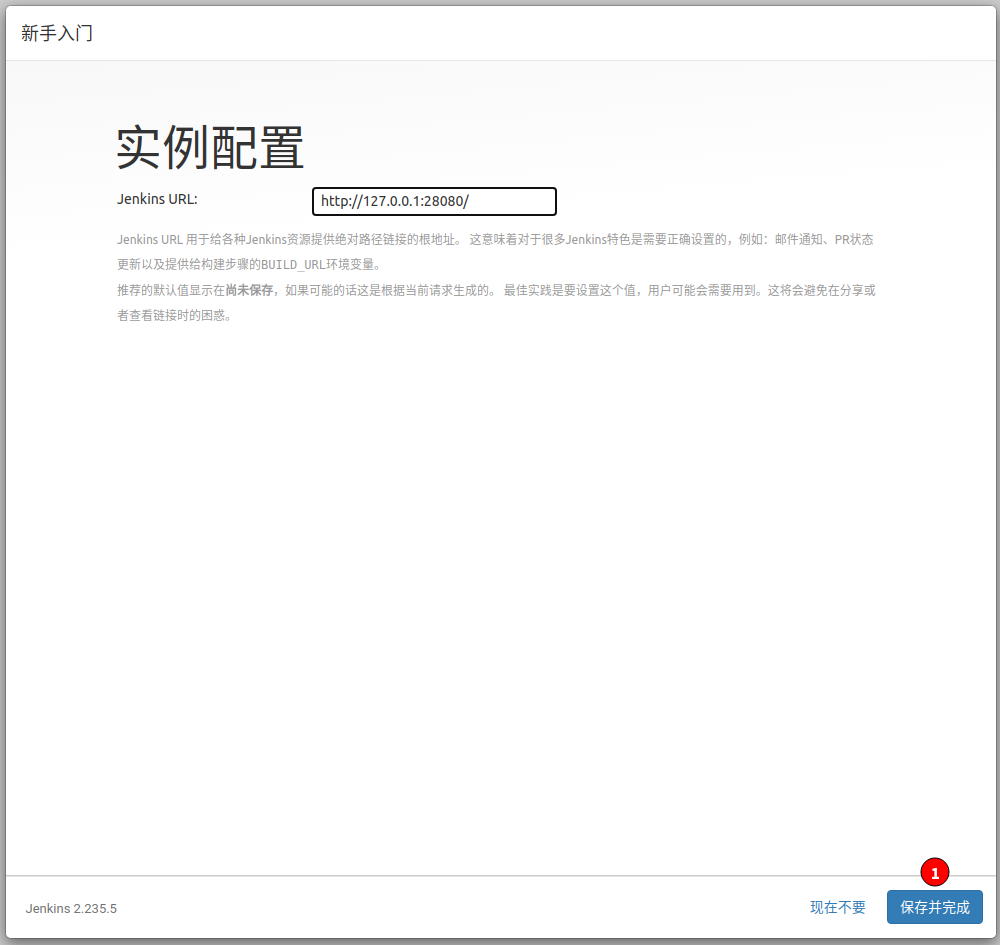 新手入门
实例配置
Jenkins URL:
http://127.0.0.1:28080/
Jenkins URL 用于给各种Jenkins资源提供绝对路径链接的根地址。 这意味着对于很多Jenkins特色是需要正确设置的，例如：邮件通知、PR状态
更新以及提供给构建步骤的BUILD_URL环境变量。
推荐的默认值显示在尚未保存，如果可能的话这是根据当前请求生成的。 最佳实践是要设置这个值，用户可能会需要用到。这将会避免在分享或
者查看链接时的困惑。
1
Jenkins 2.235.5
现在不要
保存并完成